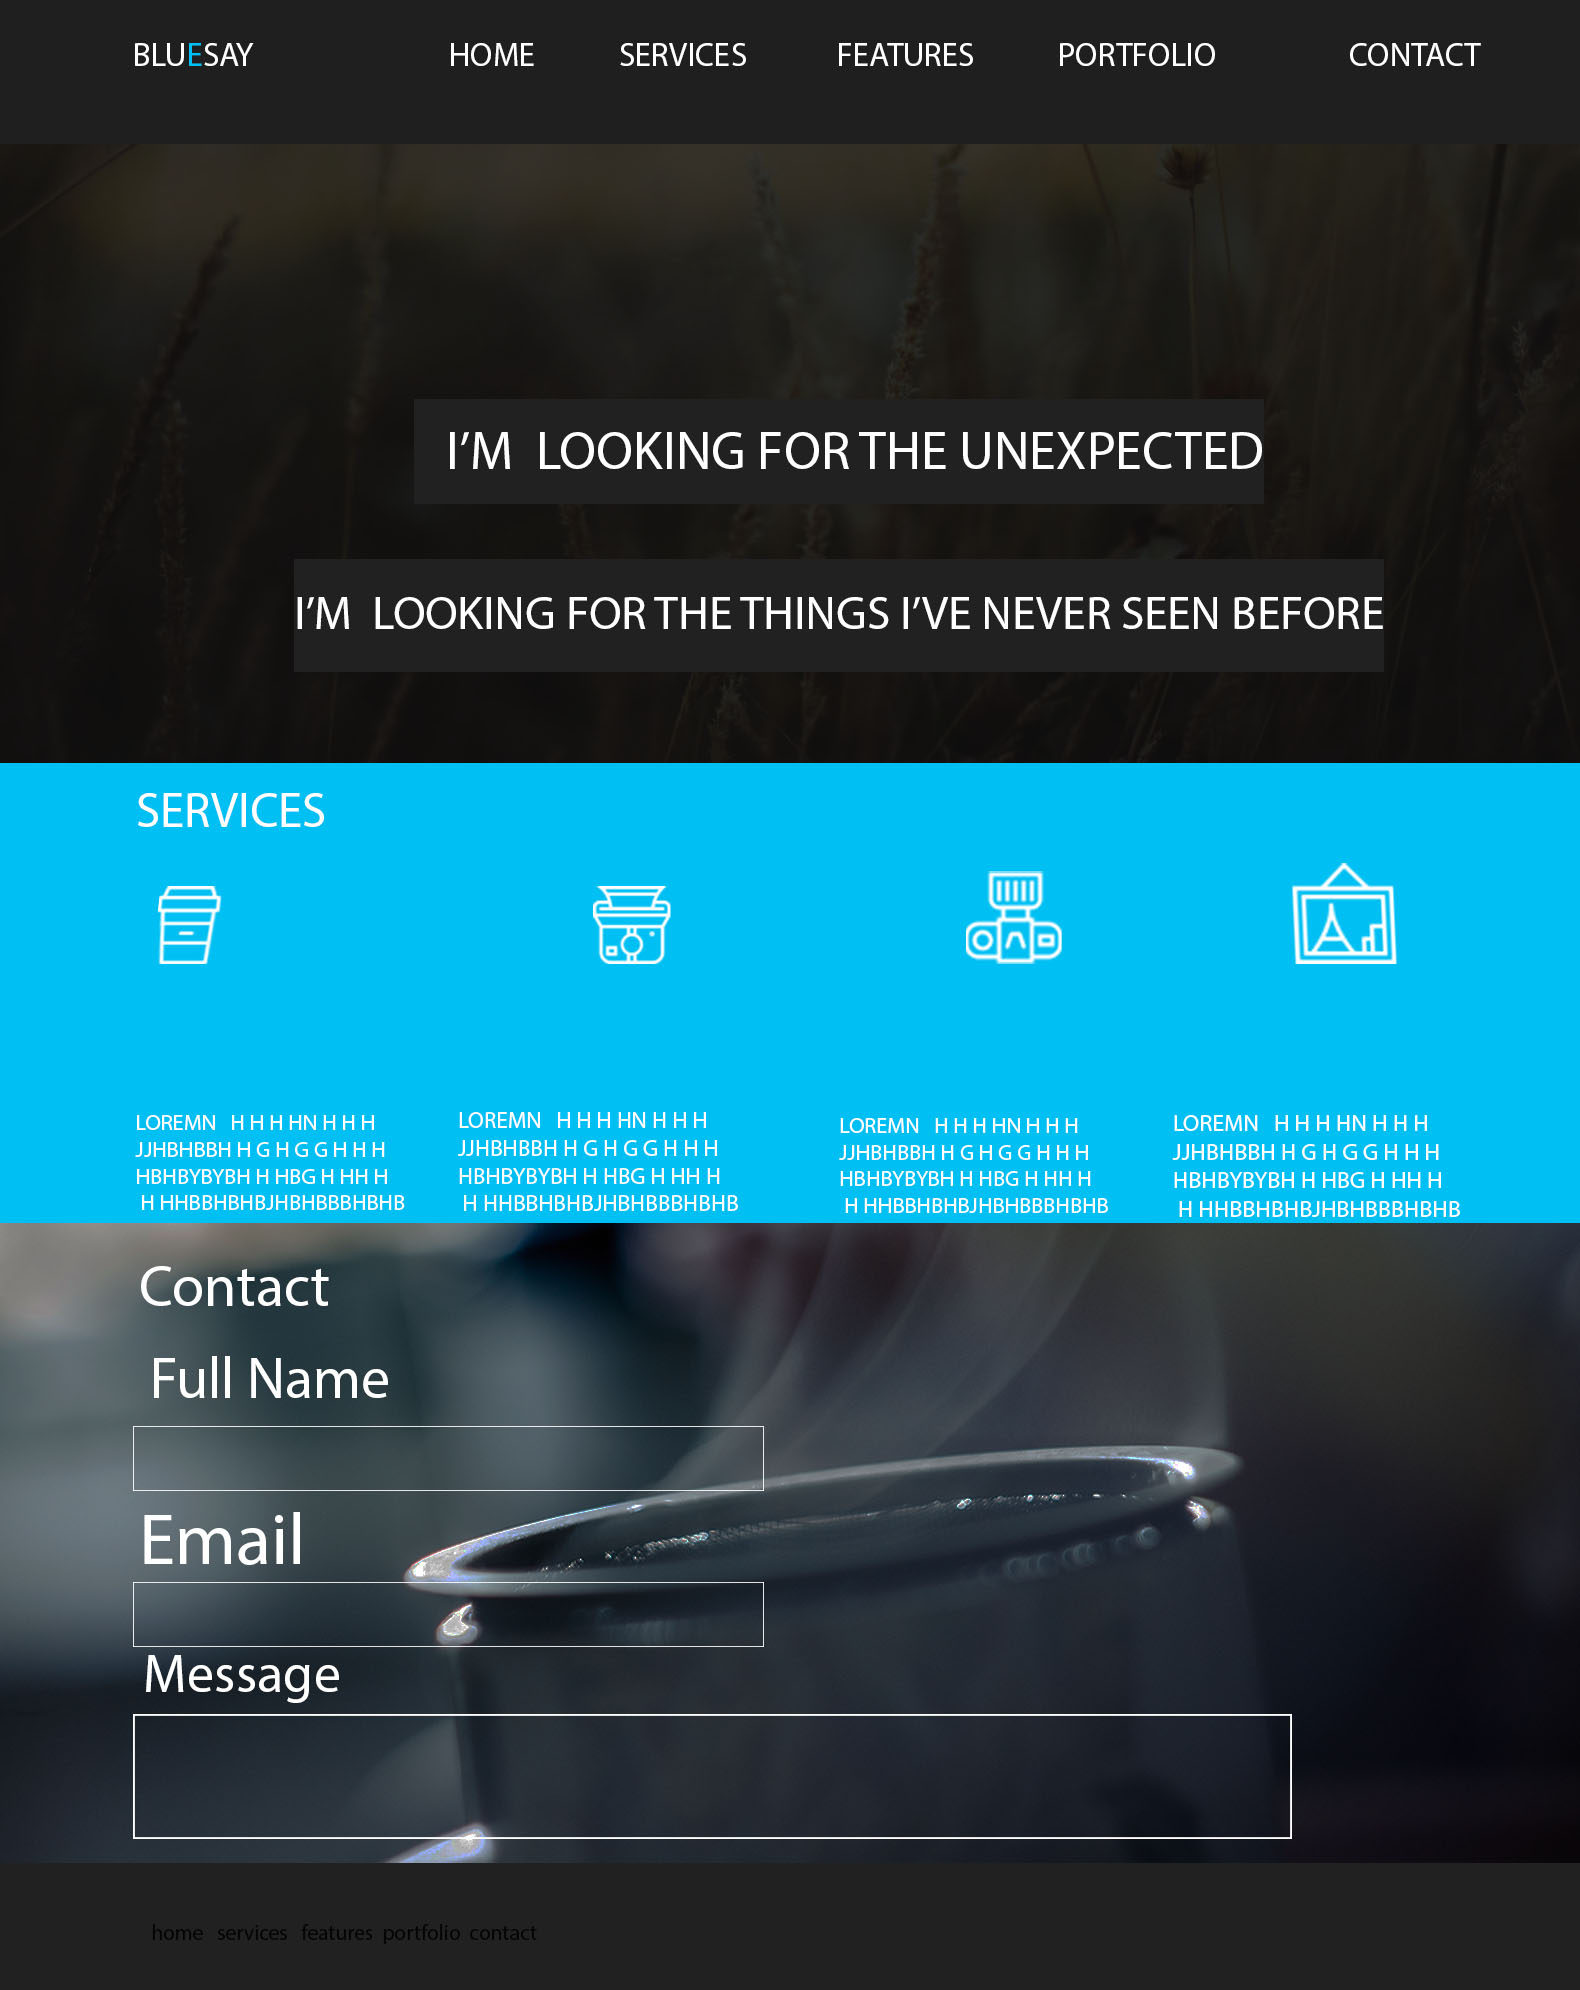 BLUESAY HOME SERVICES FEATURES PORTFOLIO CONTACT
I’M LOOKING FOR THE UNEXPECTED
I’M LOOKING FOR THE THINGS I’VE NEVER SEEN BEFORE
SERVICES
LOREMN H H H HN H H H
JJHBHBBH H G H G G H H H
HBHBYBYBH H HBG H HH H
H HHBBHBHBJHBHBBBHBHB
LOREMN H H H HN H H H
JJHBHBBH H G H G G H H H
HBHBYBYBH H HBG H HH H
H HHBBHBHBJHBHBBBHBHB
LOREMN H H H HN H H H
JJHBHBBH H G H G G H H H
HBHBYBYBH H HBG H HH H
H HHBBHBHBJHBHBBBHBHB
LOREMN H H H HN H H H
JJHBHBBH H G H G G H H H
HBHBYBYBH H HBG H HH H
H HHBBHBHBJHBHBBBHBHB
Contact
Full Name
Email
Message
home services features portfolio contact